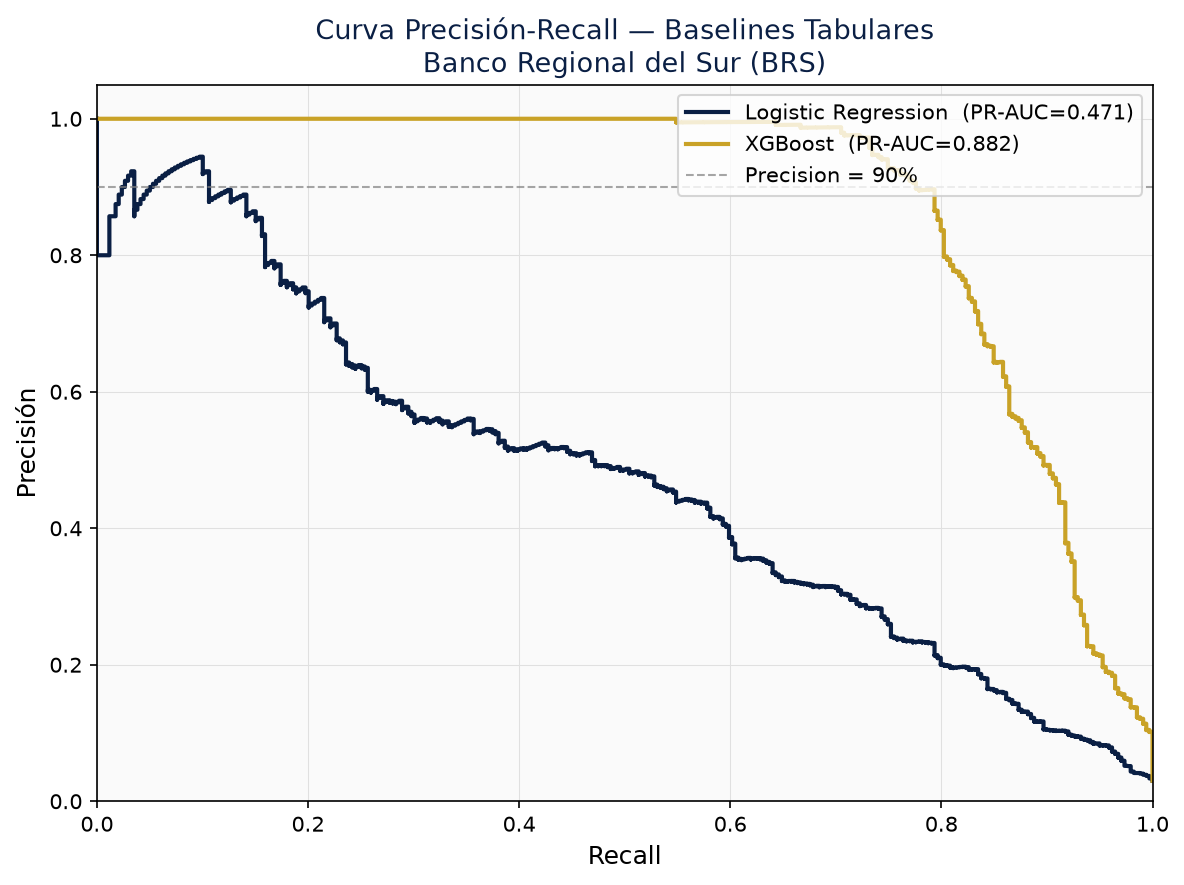 Curva Precisión-Recall — Baselines Tabulares
Banco Regional del Sur (BRS)
Logistic Regression  (PR-AUC=0.471)
XGBoost  (PR-AUC=0.882)
Precision = 90%
Precisión
1.0
0.8
0.6
0.4
0.2
0.0
0.0 0.2 0.4 0.6 0.8 1.0
Recall